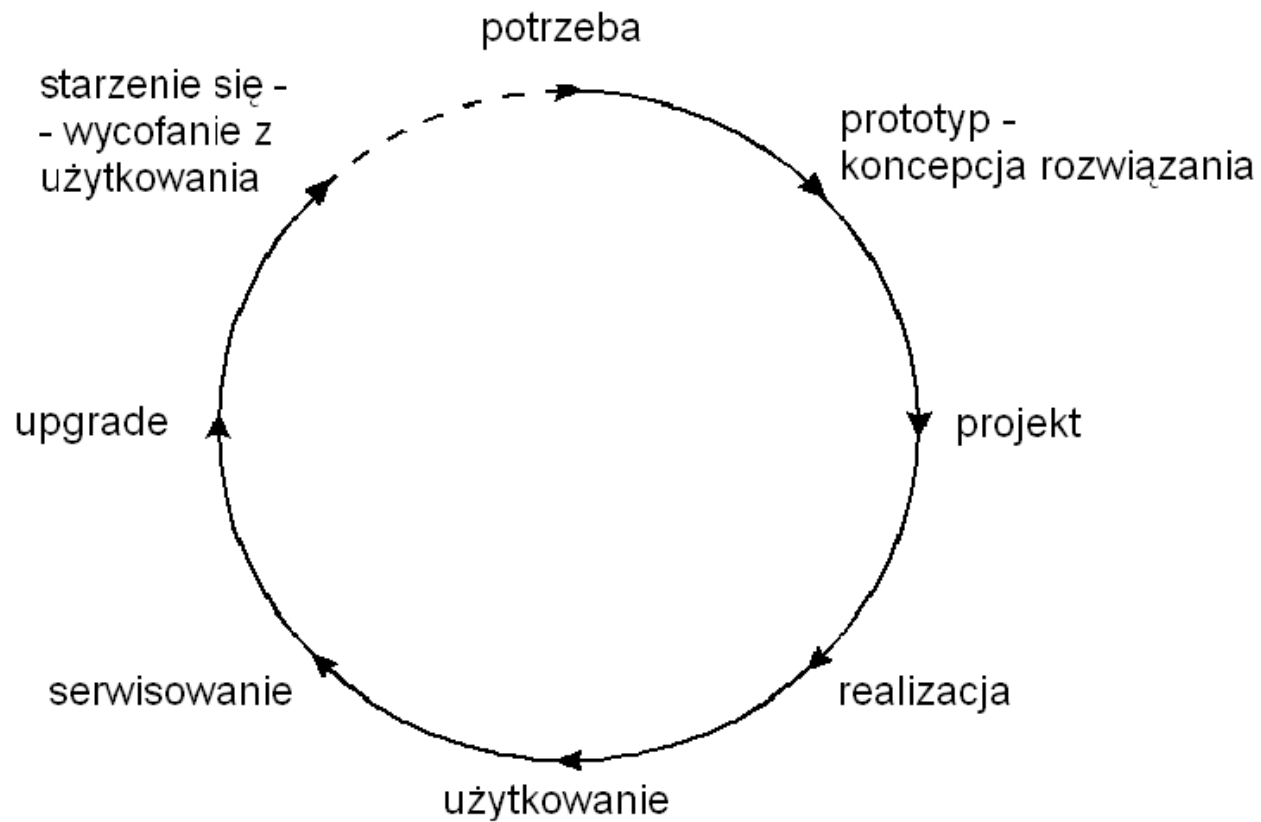 potrzeba
prototyp -
koncepcja rozwiązania
projekt
realizacja
użytkowanie
serwisowanie
upgrade
starzenie się -
- wycofanie z
użytkowania